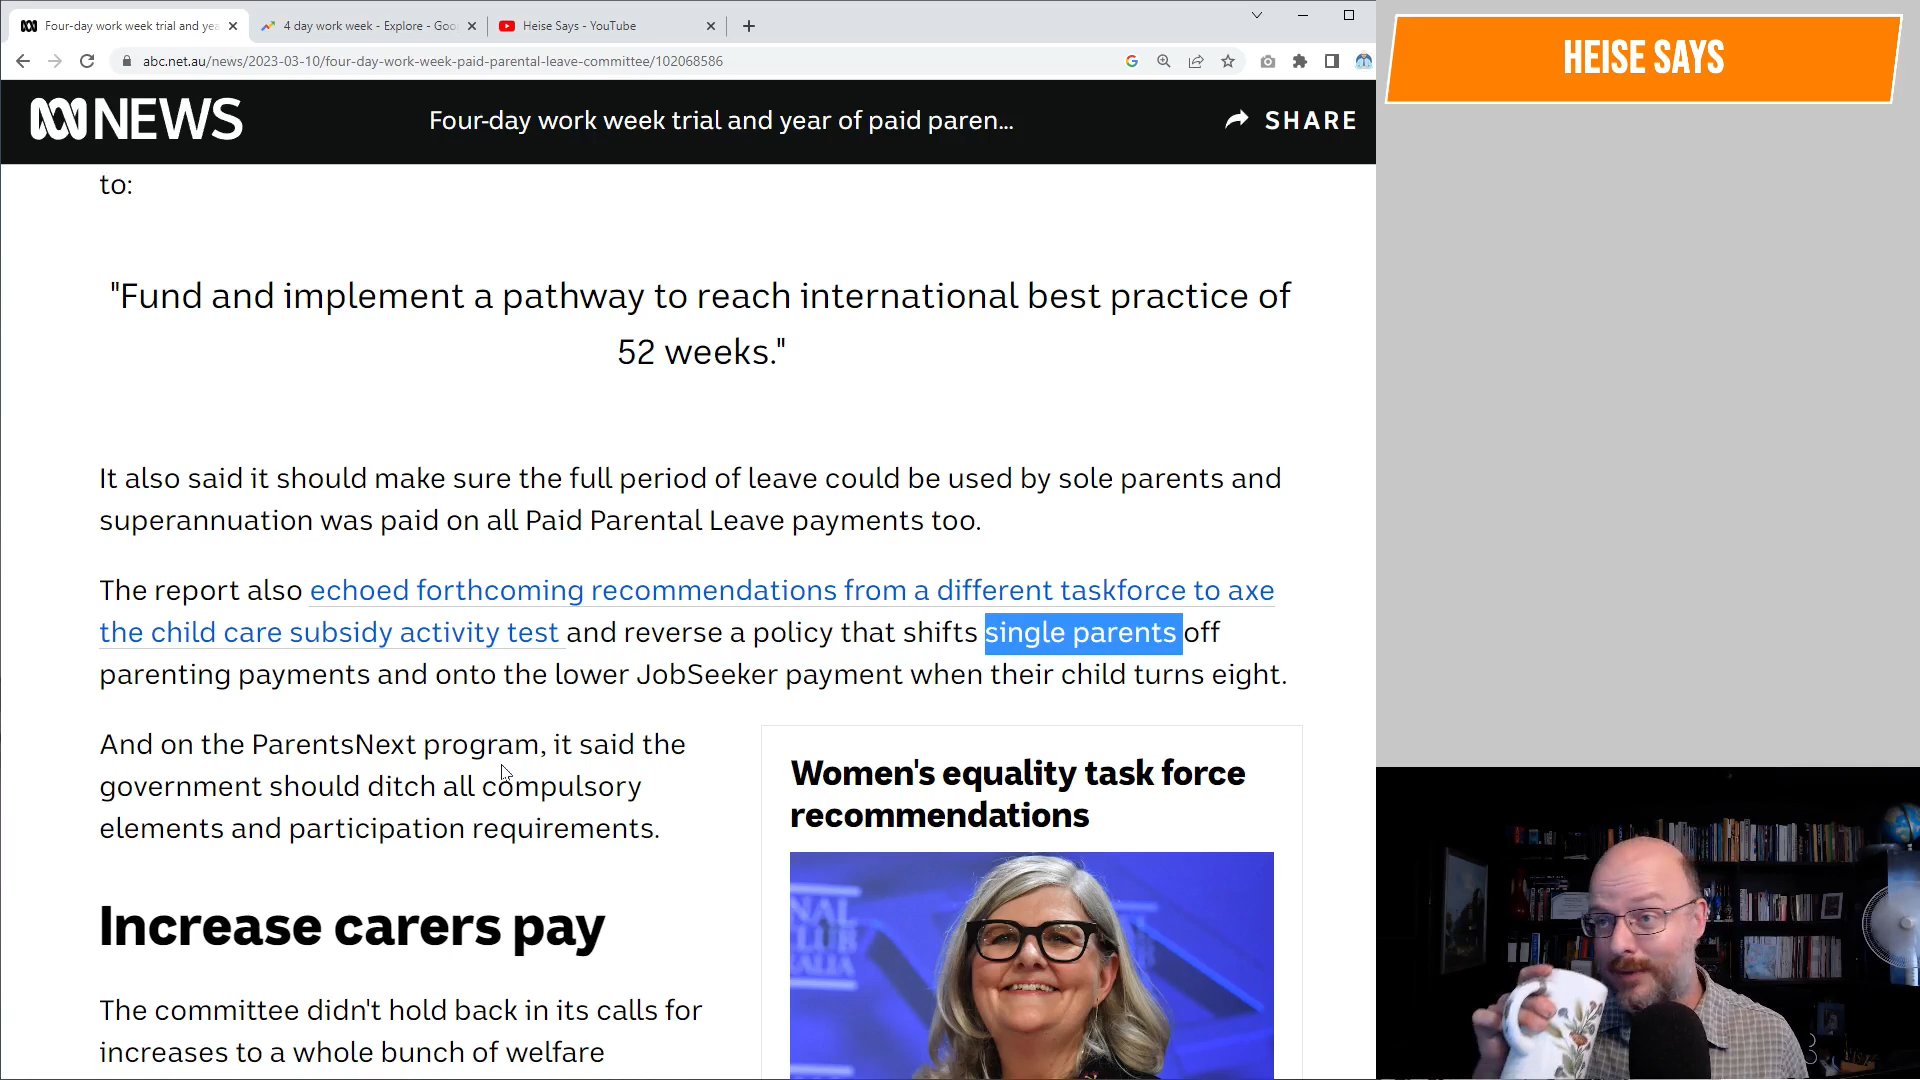 Four-day work week trial and yea
4 day work week - Explore - Goo
Heise Says - YouTube
abc.net.au/news/2023-03-10/four-day-work-week-paid-parental-leave-committee/102068586
HEISE SAYS
NEWS
Four-day work week trial and year of paid paren...
SHARE
to:
"Fund and implement a pathway to reach international best practice of
52 weeks."
It also said it should make sure the full period of leave could be used by sole parents and
superannuation was paid on all Paid Parental Leave payments too.
The report also echoed forthcoming recommendations from a different taskforce to axe
the child care subsidy activity test and reverse a policy that shifts single parents off
parenting payments and onto the lower JobSeeker payment when their child turns eight.
And on the ParentsNext program, it said the
government should ditch all compulsory
elements and participation requirements.
Women's equality task force
recommendations
Increase carers pay
The committee didn't hold back in its calls for
increases to a whole bunch of welfare